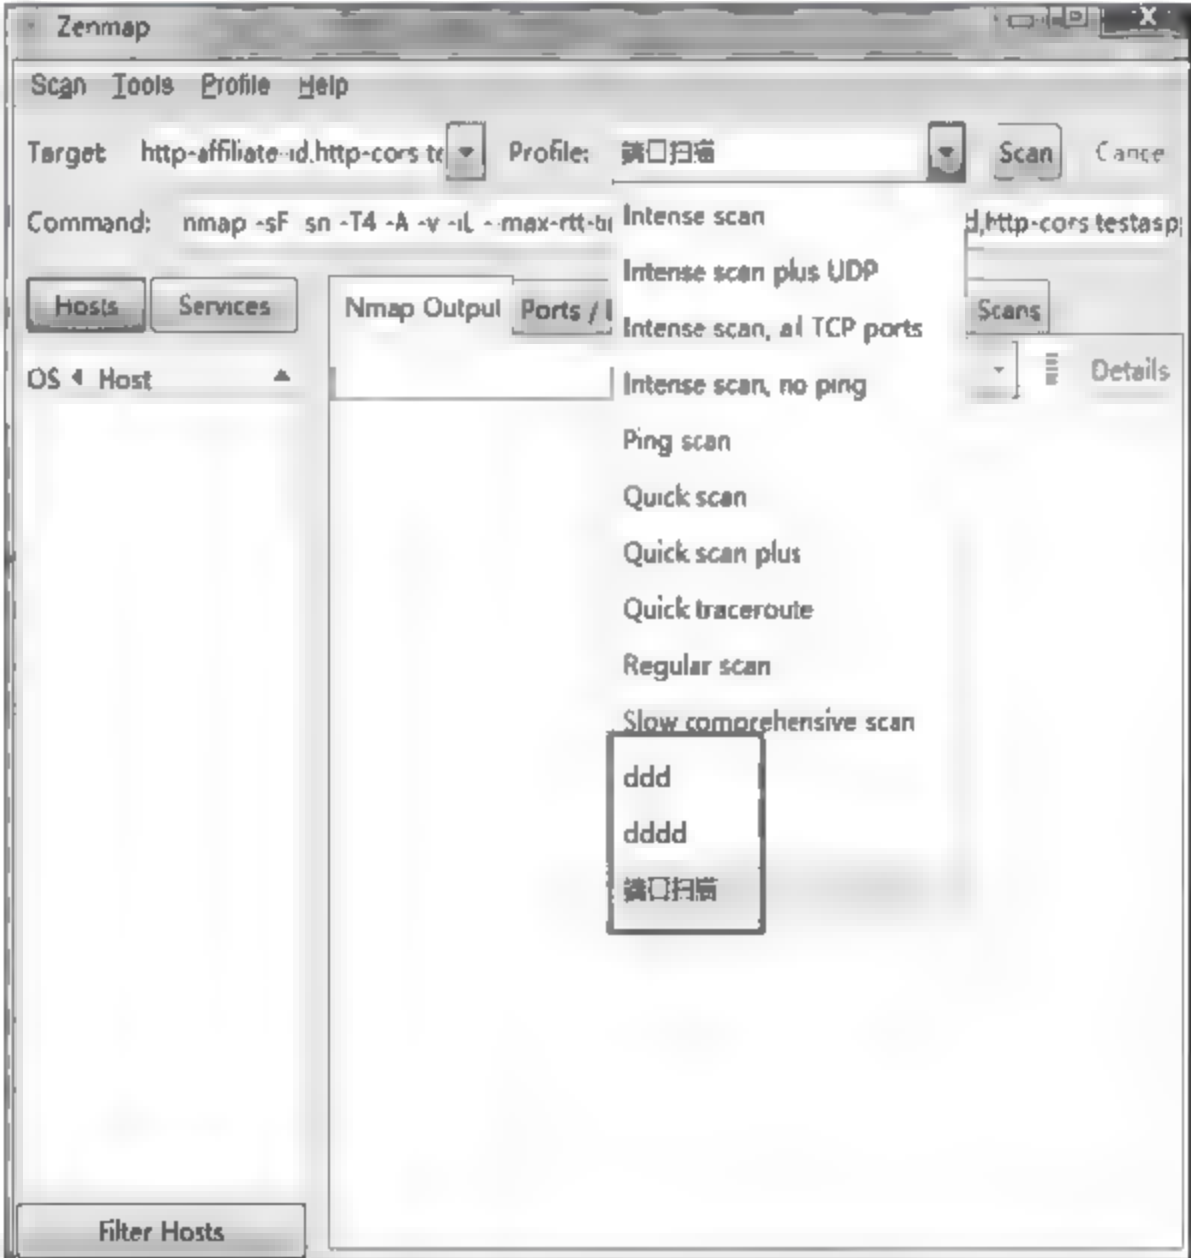 Zenmap
Scan Tools Profile Help
Target: http-affiliate-id,http-cors te Profile: 端口扫描 Scan Cance
Command: nmap -sF -sn -T4 -A -v -iL --max-rtt- d,http-cors testasp
Hosts Services Nmap Output Ports / Scans
OS Host Details
Intense scan
Intense scan plus UDP
Intense scan, all TCP ports
Intense scan, no ping
Ping scan
Quick scan
Quick scan plus
Quick traceroute
Regular scan
Slow comprehensive scan
ddd
dddd
端口扫描
Filter Hosts